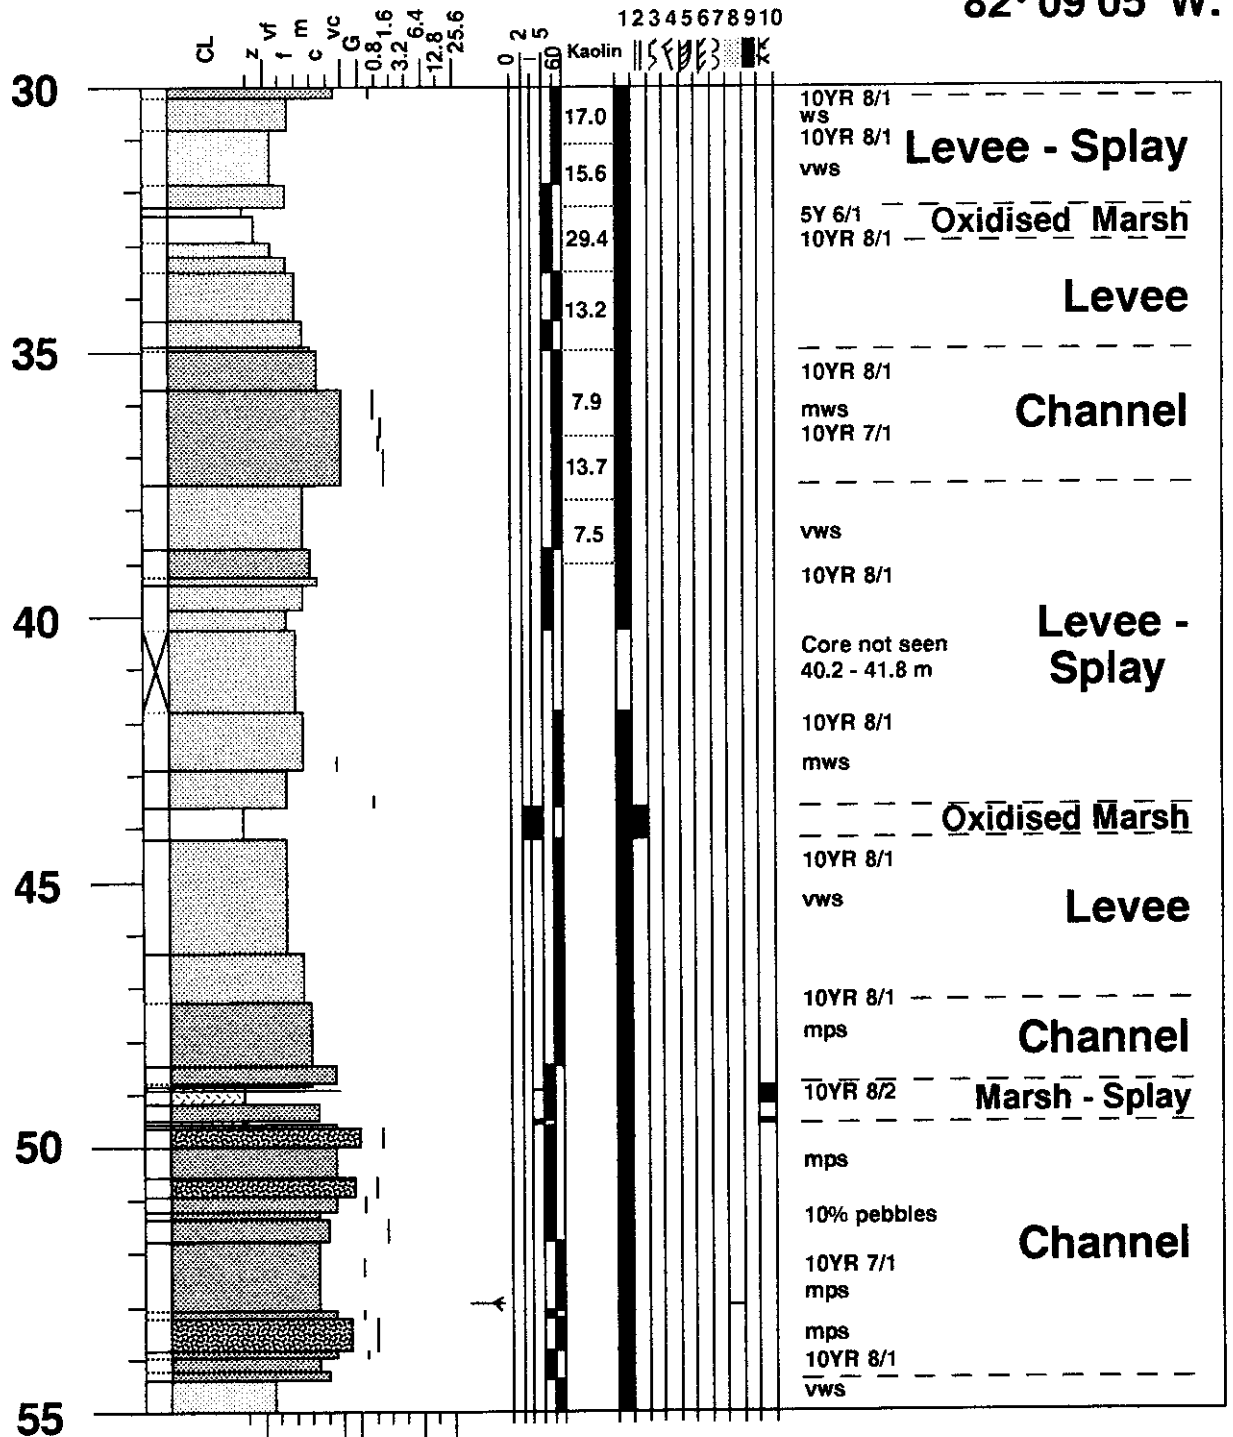 82° 09'05" W.
CL z vf f m c vc G 0.8 1.6 3.2 6.4 12.8 25.6
0 1 2 5 60 Kaolin 1 2 3 4 5 6 7 8 9 10
30
17.0
10YR 8/1
ws
10YR 8/1
Levee - Splay
15.6
vws
5Y 6/1
Oxidised Marsh
29.4
10YR 8/1
13.2
Levee
35
10YR 8/1
7.9
mws
Channel
10YR 7/1
13.7
7.5
vws
10YR 8/1
40
Levee -
Core not seen
Splay
40.2 - 41.8 m
10YR 8/1
mws
Oxidised Marsh
10YR 8/1
45
vws
Levee
10YR 8/1
mps
Channel
10YR 8/2
Marsh - Splay
50
mps
10% pebbles
Channel
10YR 7/1
mps
mps
10YR 8/1
vws
55